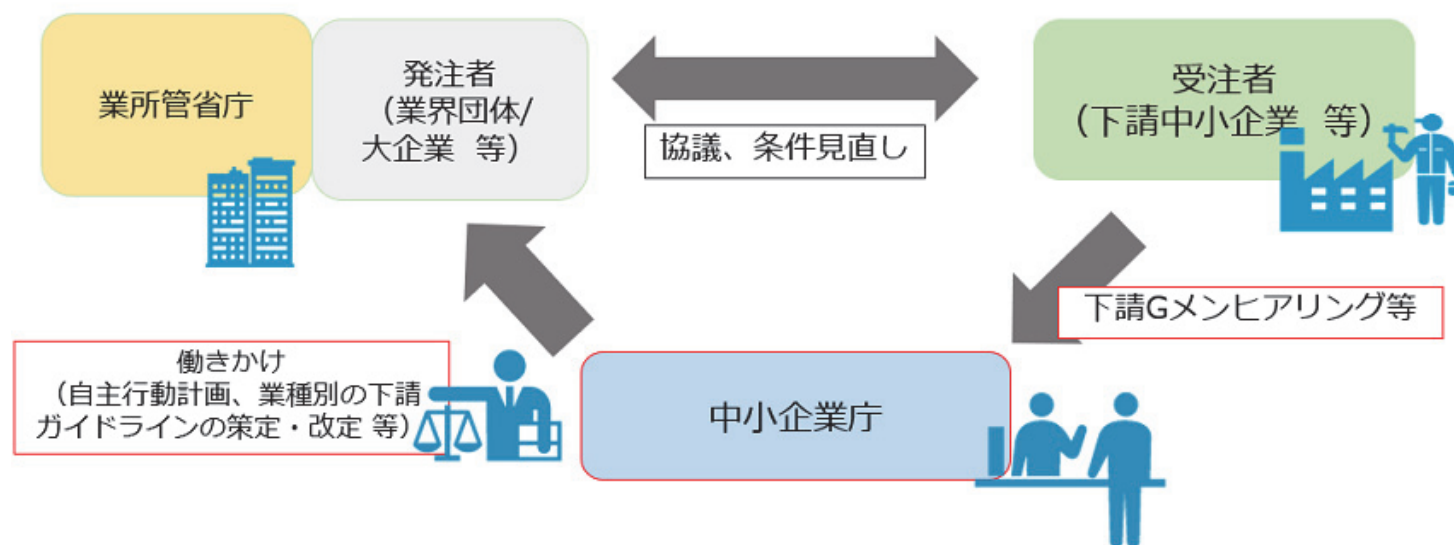 業所管省庁
発注者
（業界団体/
大企業 等）
協議、条件見直し
受注者
（下請中小企業 等）
下請Gメンヒアリング等
働きかけ
（自主行動計画、業種別の下請
ガイドラインの策定・改定 等）
中小企業庁